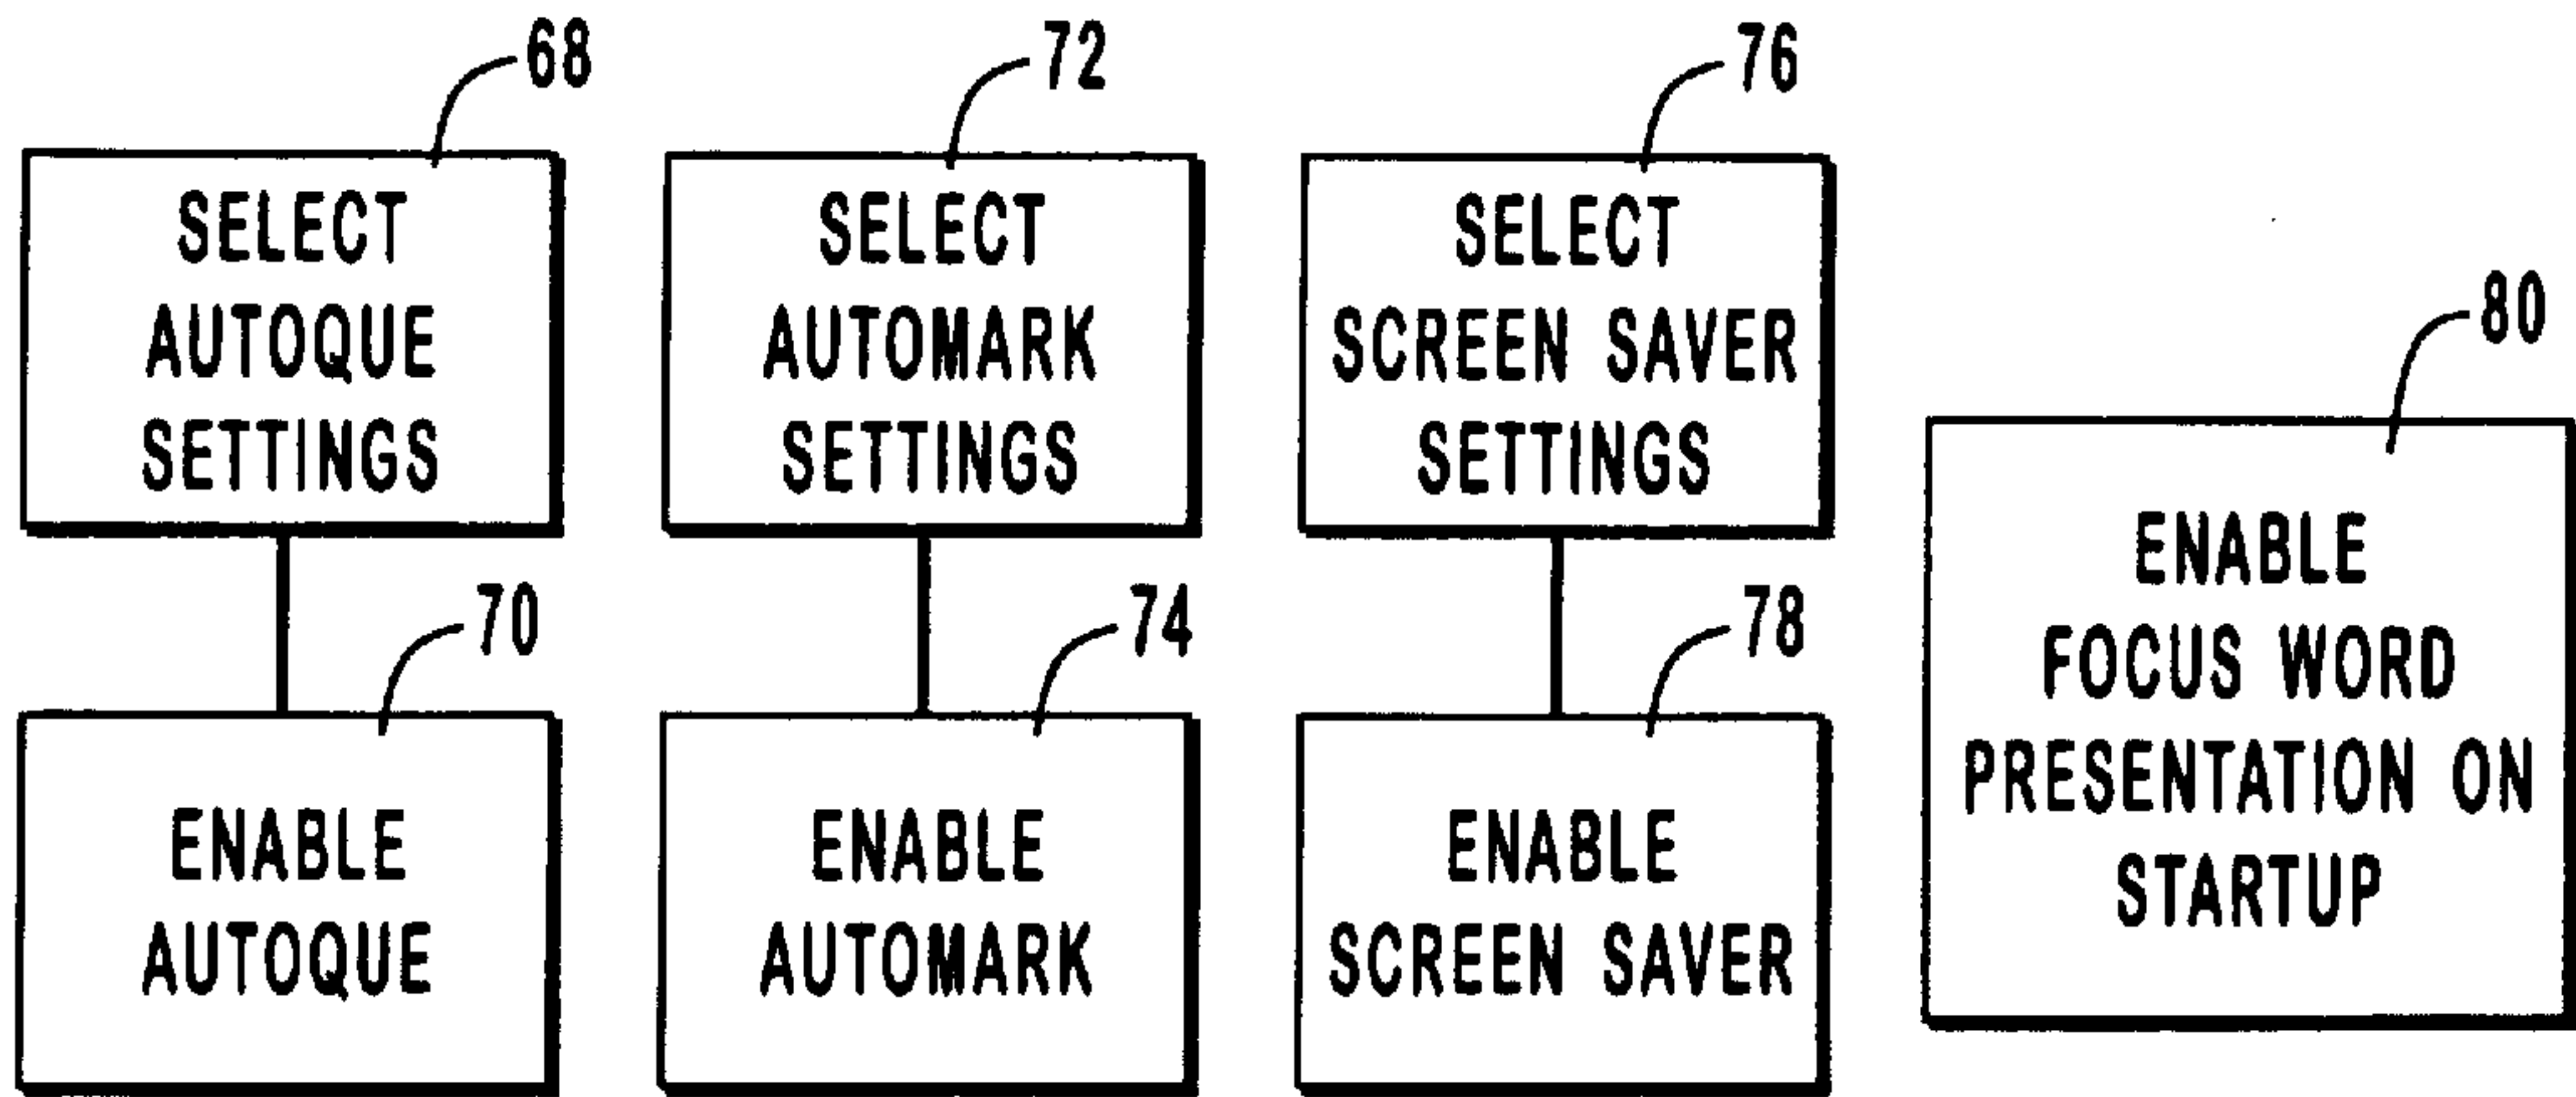 68
SELECT
AUTOQUE
SETTINGS
70
ENABLE
AUTOQUE
72
SELECT
AUTOMARK
SETTINGS
74
ENABLE
AUTOMARK
76
SELECT
SCREEN SAVER
SETTINGS
78
ENABLE
SCREEN SAVER
80
ENABLE
FOCUS WORD
PRESENTATION ON
STARTUP